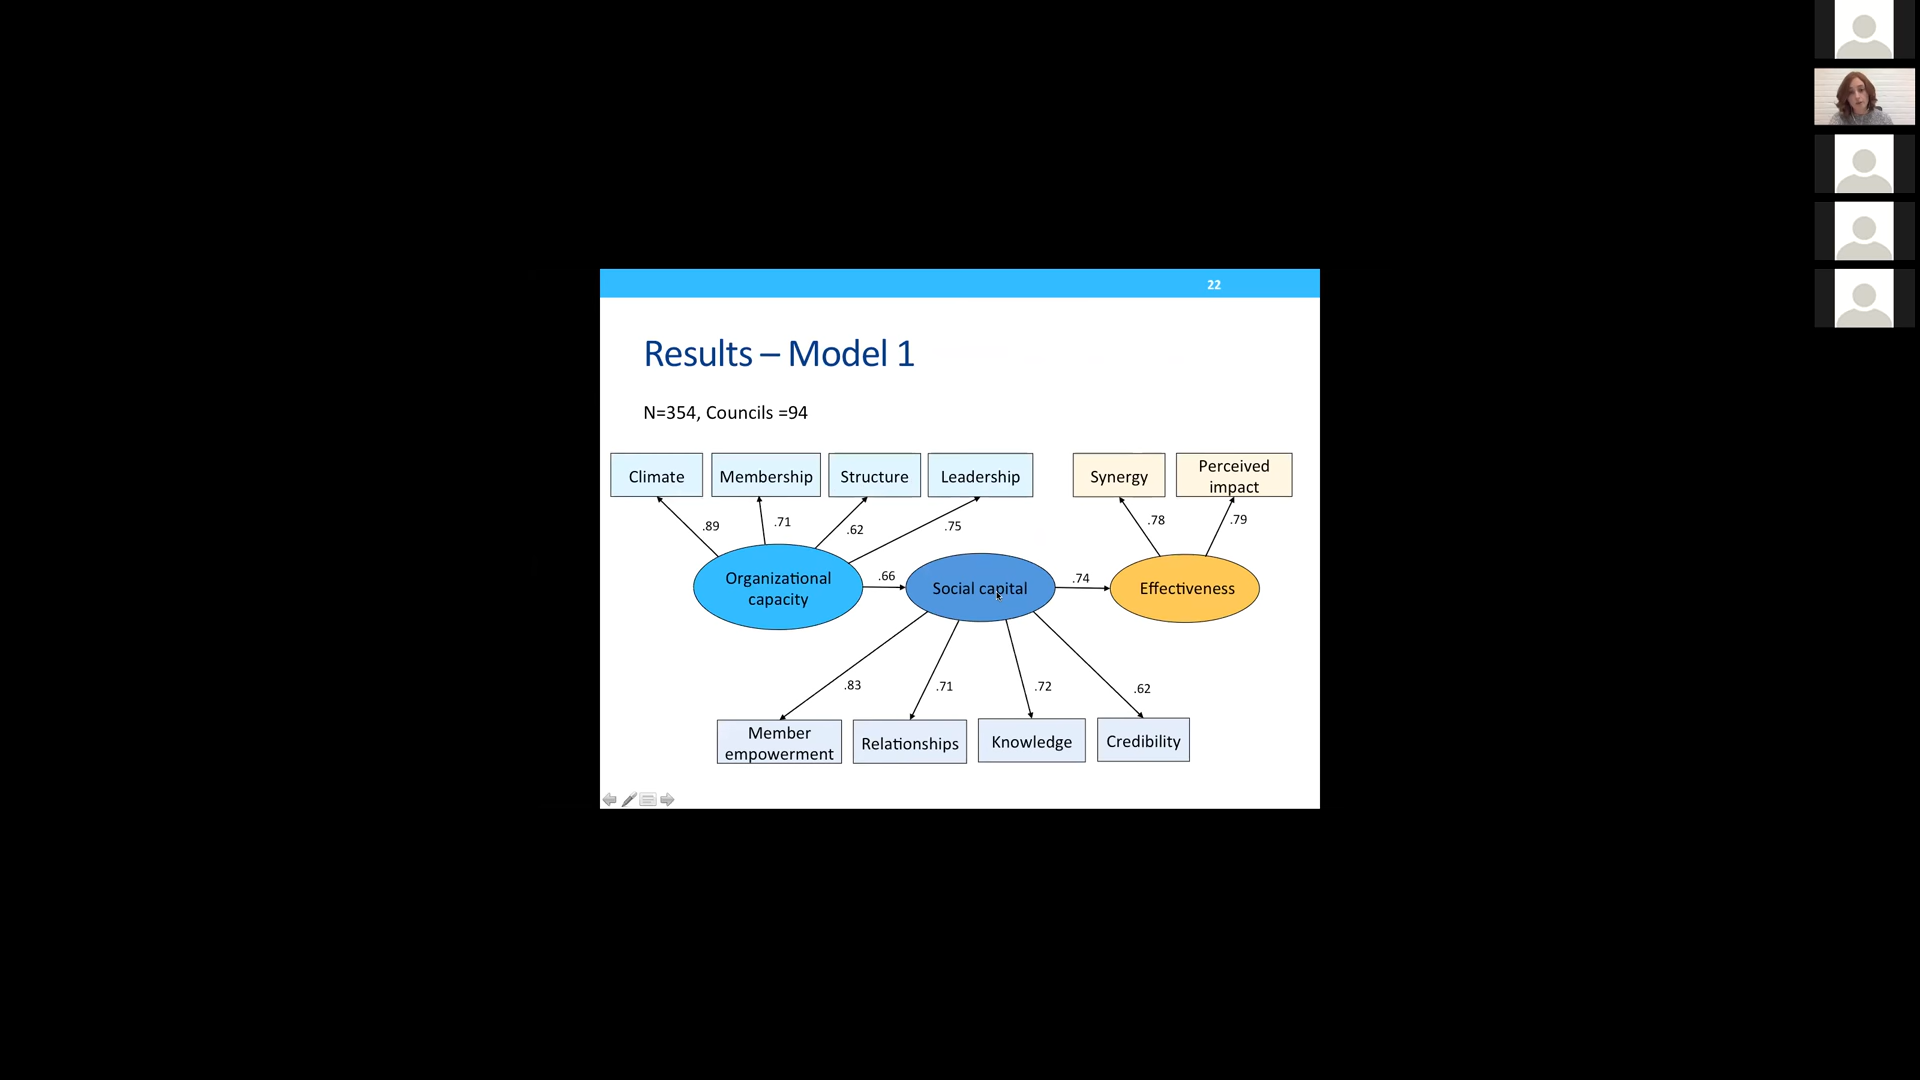 22
Results – Model 1
N=354, Councils =94
Climate
Membership
Structure
Leadership
Synergy
Perceived
impact
.89
.71
.62
.75
.78
.79
Organizational
capacity
.66
Social capital
.74
Effectiveness
.83
.71
.72
.62
Member
empowerment
Relationships
Knowledge
Credibility